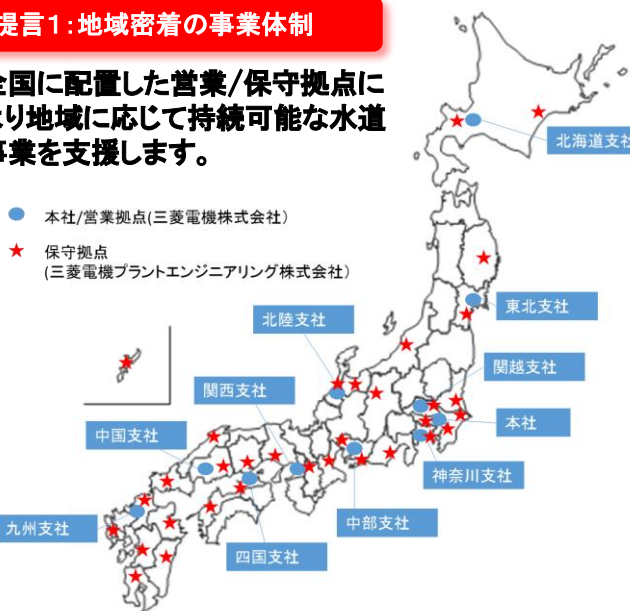 提言1:地域密着の事業体制
全国に配置した営業/保守拠点に
より地域に応じて持続可能な水道
事業を支援します。
本社/営業拠点(三菱電機株式会社)
保守拠点
(三菱電機プラントエンジニアリング株式会社)
北海道支社
東北支社
北陸支社
関越支社
関西支社
本社
中国支社
神奈川支社
中部支社
九州支社
四国支社